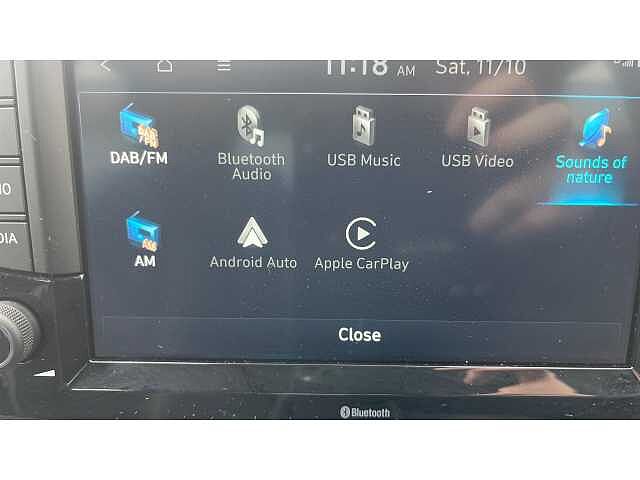 11:18 AM Sat, 11/10
DAB/FM
Bluetooth
Audio
USB Music
USB Video
Sounds of
nature
AM
Android Auto
Apple CarPlay
Close
Bluetooth